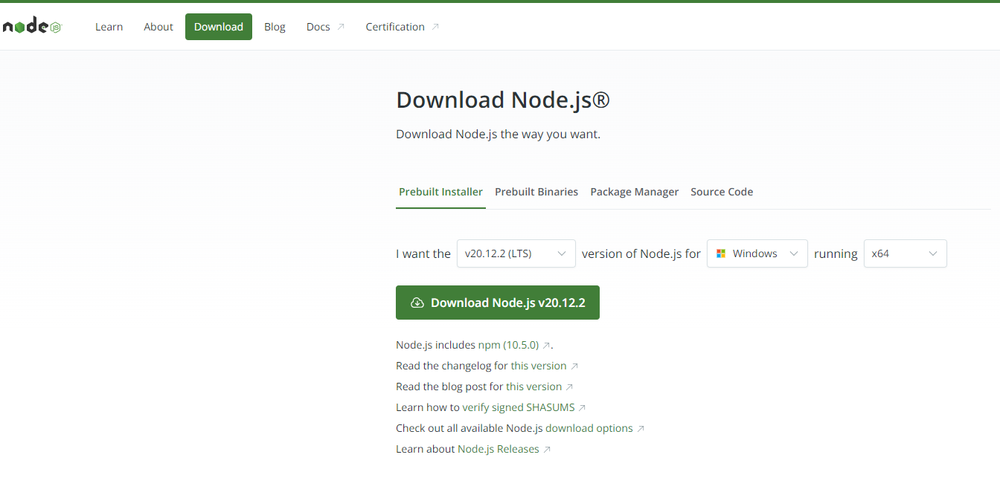 node js
Learn About Download Blog Docs Certification
Download Node.js®
Download Node.js the way you want.
Prebuilt Installer Prebuilt Binaries Package Manager Source Code
I want the v20.12.2 (LTS) version of Node.js for Windows running x64
Download Node.js v20.12.2
Node.js includes npm (10.5.0) .
Read the changelog for this version
Read the blog post for this version
Learn how to verify signed SHASUMS
Check out all available Node.js download options
Learn about Node.js Releases